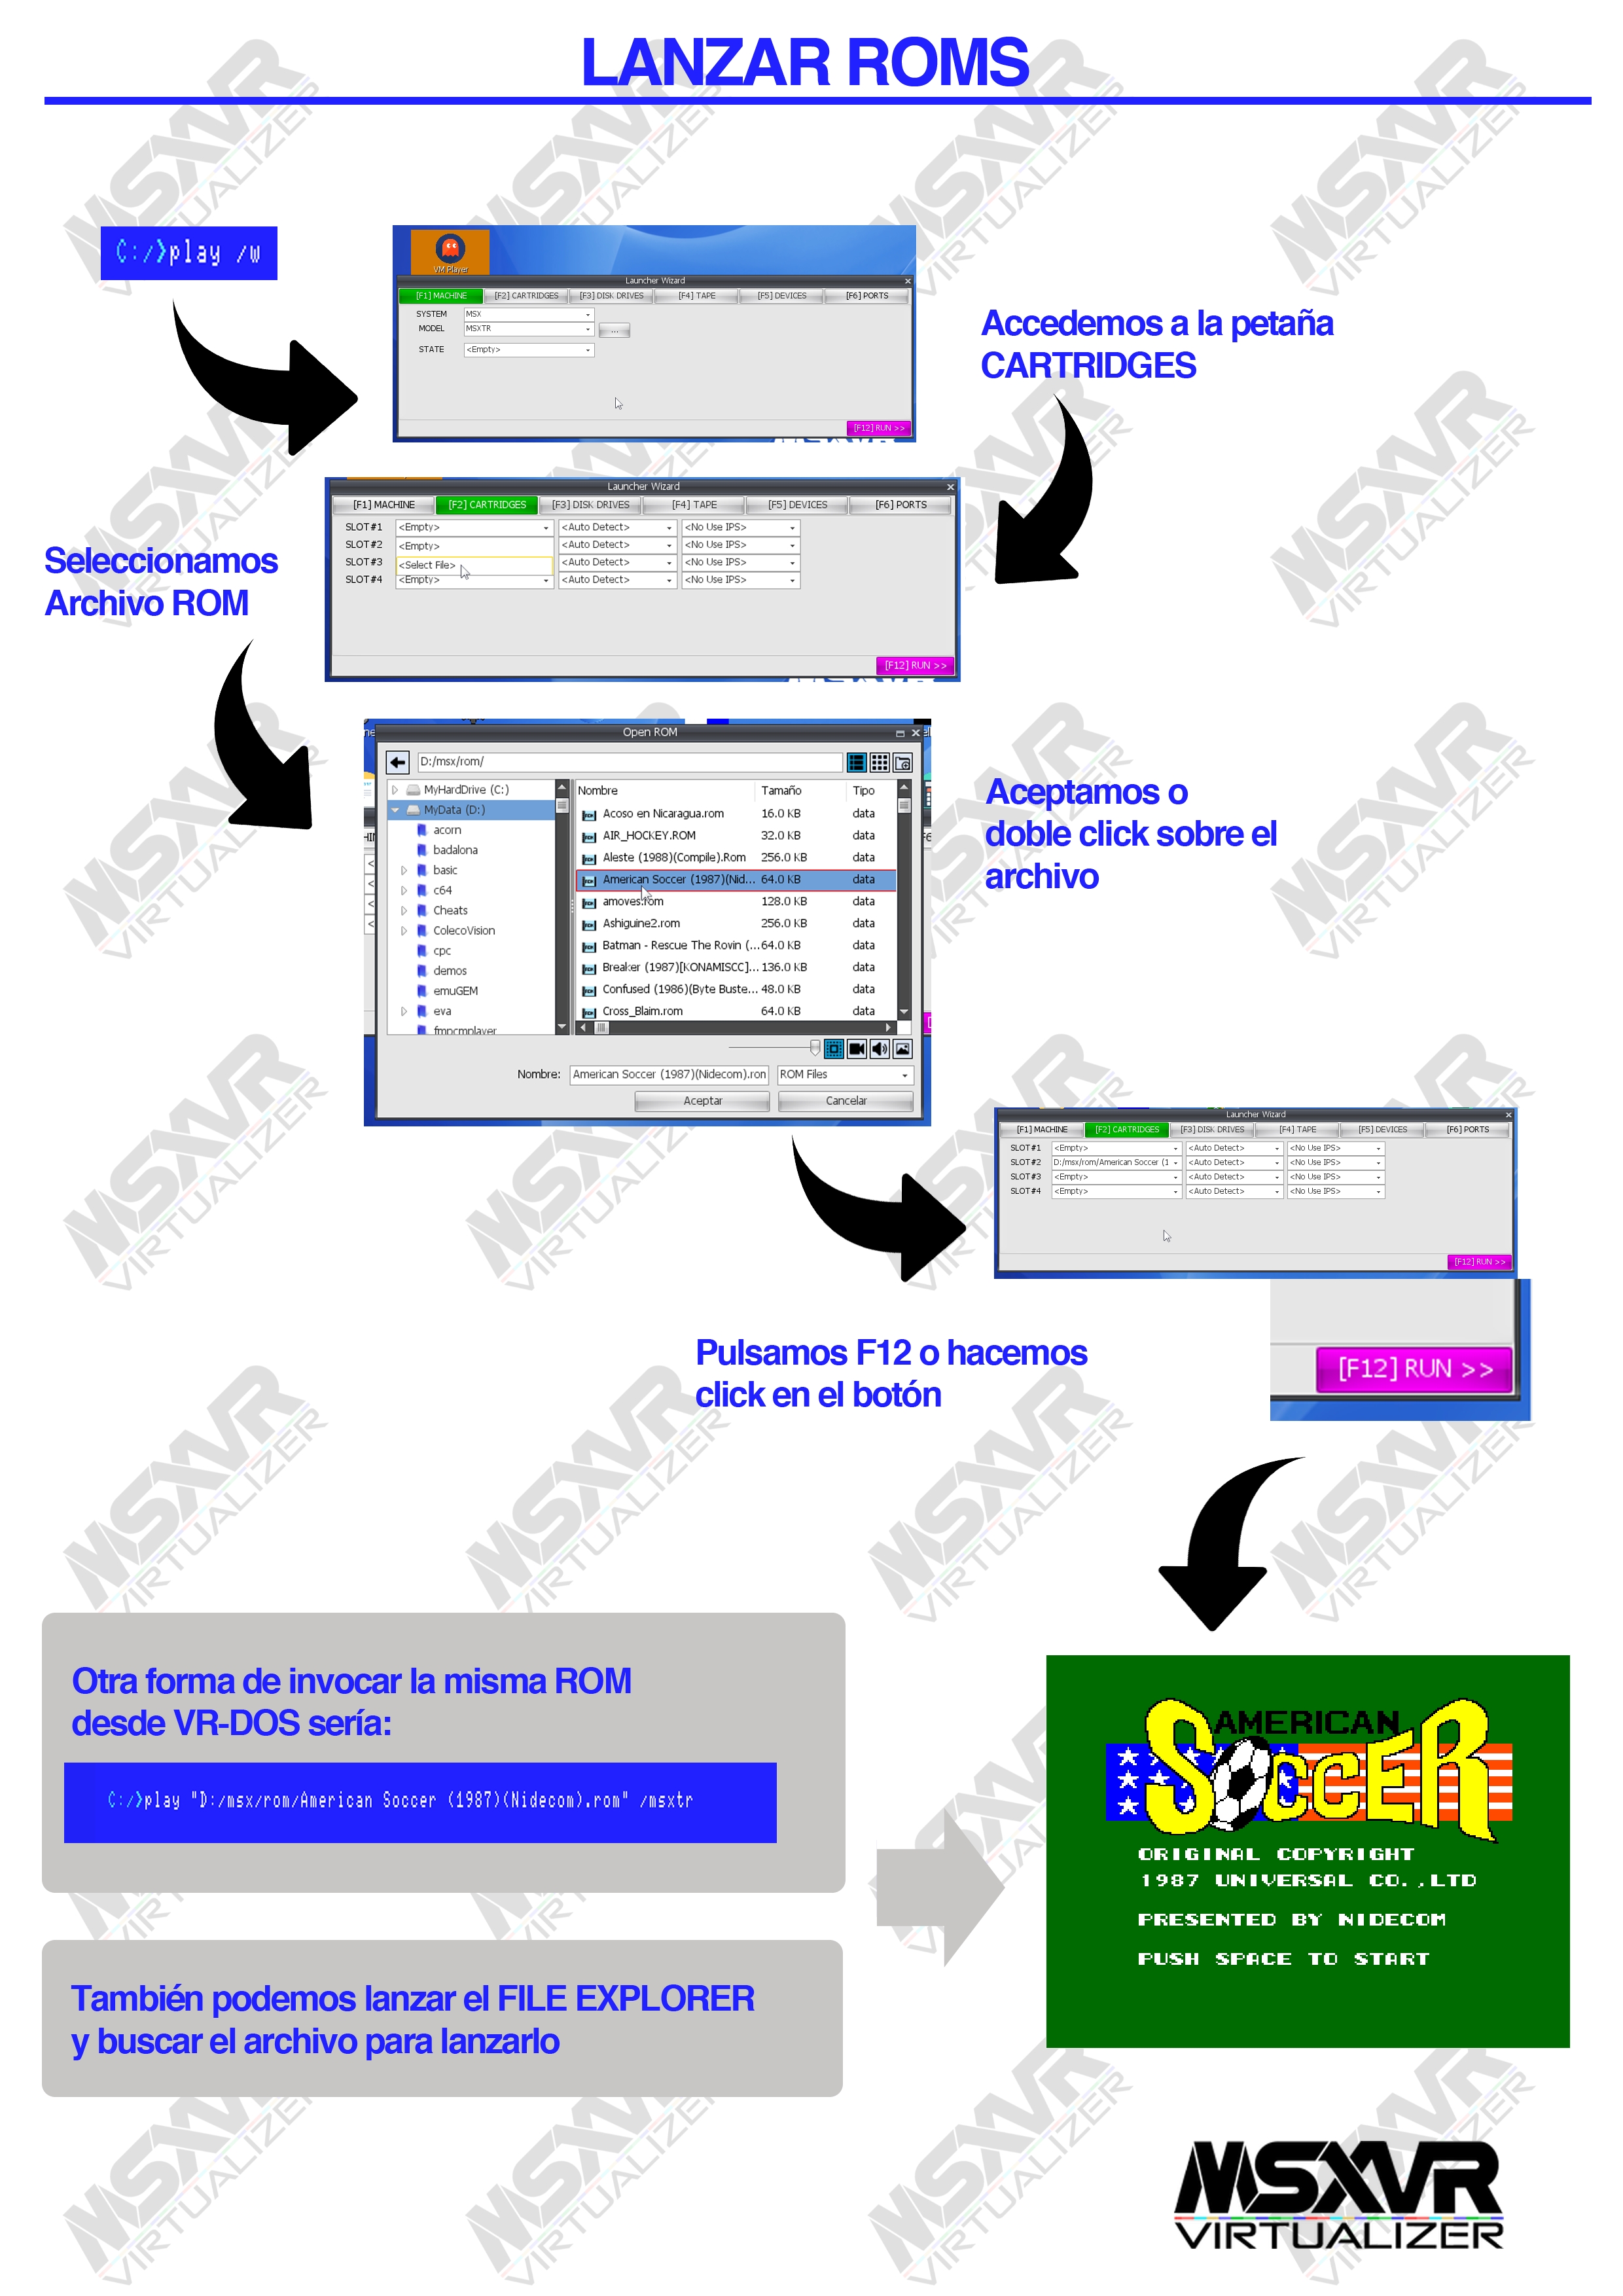 LANZAR ROMS
C:/>play /w
VM Player
Launcher Wizard
[F1] MACHINE [F2] CARTRIDGES [F3] DISK DRIVES [F4] TAPE [F5] DEVICES [F6] PORTS
SYSTEM MSX
MODEL MSXTR ...
STATE <Empty>
[F12] RUN >>
Accedemos a la petaña
CARTRIDGES
Launcher Wizard
[F1] MACHINE [F2] CARTRIDGES [F3] DISK DRIVES [F4] TAPE [F5] DEVICES [F6] PORTS
SLOT#1 <Empty> <Auto Detect> <No Use IPS>
SLOT#2 <Empty> <Auto Detect> <No Use IPS>
SLOT#3 <Select File> <Auto Detect> <No Use IPS>
SLOT#4 <Empty> <Auto Detect> <No Use IPS>
[F12] RUN >>
Seleccionamos
Archivo ROM
Open ROM
D:/msx/rom/
MyHardDrive (C:)
MyData (D:)
acorn
badalona
basic
c64
Cheats
ColecoVision
cpc
demos
emuGEM
eva
fmpcmplayer
Nombre Tamaño Tipo
Acoso en Nicaragua.rom 16.0 KB data
AIR_HOCKEY.ROM 32.0 KB data
Aleste (1988)(Compile).Rom 256.0 KB data
American Soccer (1987)(Nid... 64.0 KB data
amoves.rom 128.0 KB data
Ashiguine2.rom 256.0 KB data
Batman - Rescue The Rovin (... 64.0 KB data
Breaker (1987)[KONAMISCC]... 136.0 KB data
Confused (1986)(Byte Buste... 48.0 KB data
Cross_Blaim.rom 64.0 KB data
Nombre: American Soccer (1987)(Nidecom).ron ROM Files
Aceptar Cancelar
Aceptamos o
doble click sobre el
archivo
Launcher Wizard
[F1] MACHINE [F2] CARTRIDGES [F3] DISK DRIVES [F4] TAPE [F5] DEVICES [F6] PORTS
SLOT#1 <Empty> <Auto Detect> <No Use IPS>
SLOT#2 D:/msx/rom/American Soccer (1 <Auto Detect> <No Use IPS>
SLOT#3 <Empty> <Auto Detect> <No Use IPS>
SLOT#4 <Empty> <Auto Detect> <No Use IPS>
[F12] RUN >>
Pulsamos F12 o hacemos
click en el botón
[F12] RUN >>
Otra forma de invocar la misma ROM
desde VR-DOS sería:
C:/>play "D:/msx/rom/American Soccer (1987)(Nidecom).rom" /msxtr
También podemos lanzar el FILE EXPLORER
y buscar el archivo para lanzarlo
AMERICAN
SOCCER
ORIGINAL COPYRIGHT
1987 UNIVERSAL CO.,LTD
PRESENTED BY NIDECOM
PUSH SPACE TO START
MSXVR
VIRTUALIZER